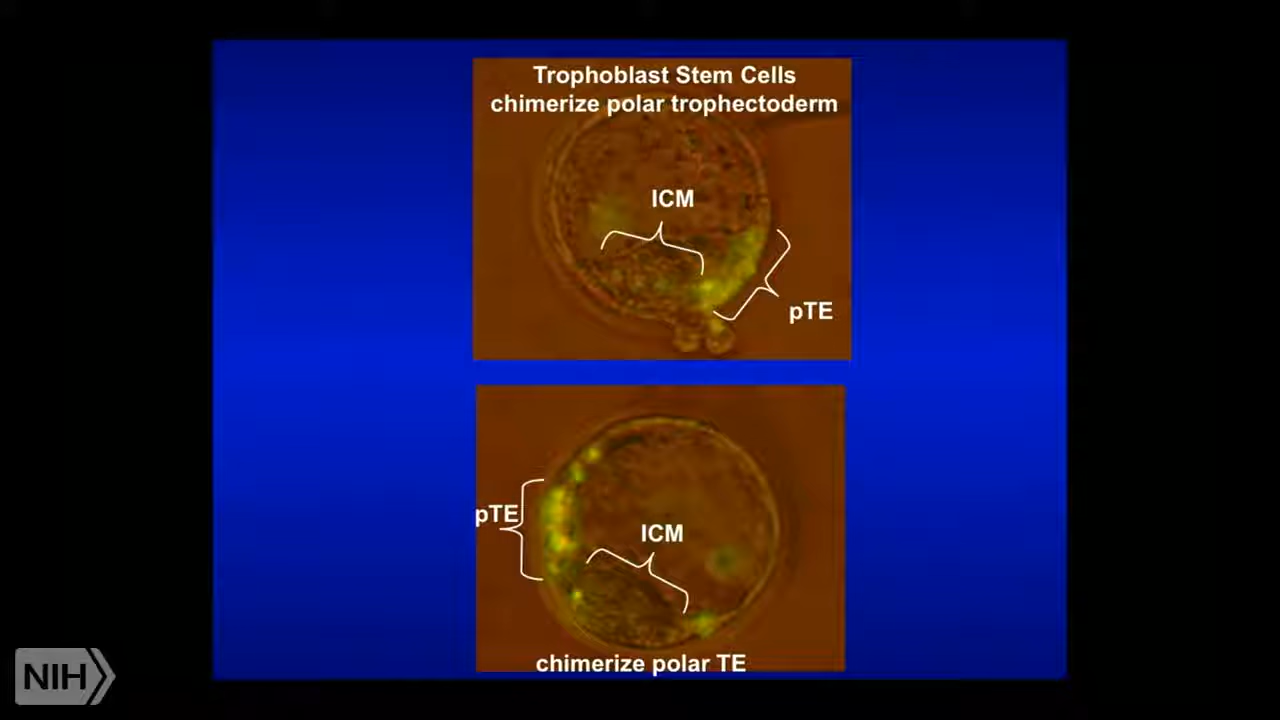 Trophoblast Stem Cells
chimerize polar trophectoderm
ICM
pTE
pTE
ICM
chimerize polar TE
NIH